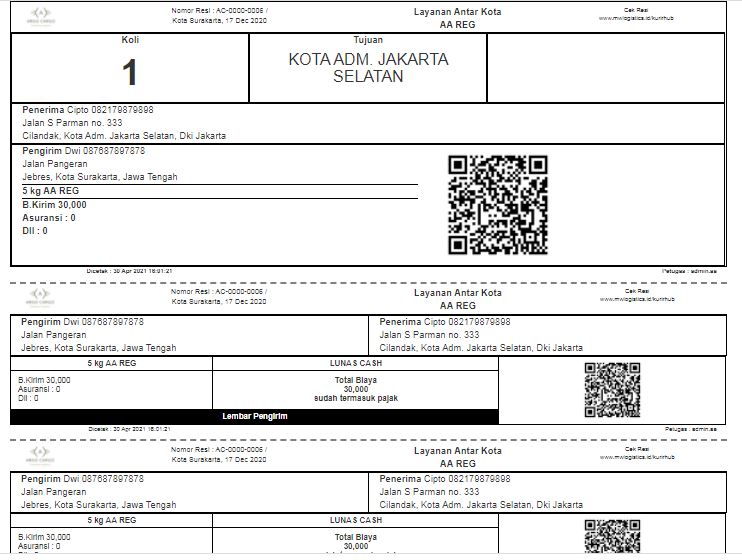 ARGO CARGO
Nomor Resi : AC-0000-0006 /
Kota Surakarta, 17 Dec 2020
Layanan Antar Kota
AA REG
Cek Resi
www.mwlogistics.id/kurirhub
Koli
1
Tujuan
KOTA ADM. JAKARTA
SELATAN
Penerima Cipto 082179879898
Jalan S Parman no. 333
Cilandak, Kota Adm. Jakarta Selatan, Dki Jakarta
Pengirim Dwi 087687897878
Jalan Pangeran
Jebres, Kota Surakarta, Jawa Tengah
5 kg AA REG
B.Kirim 30,000
Asuransi : 0
Dll : 0
Dicetak : 30 Apr 2021 16:01:21
Petugas : admin.aa
ARGO CARGO
Nomor Resi : AC-0000-0006 /
Kota Surakarta, 17 Dec 2020
Layanan Antar Kota
AA REG
Cek Resi
www.mwlogistics.id/kurirhub
Pengirim Dwi 087687897878
Jalan Pangeran
Jebres, Kota Surakarta, Jawa Tengah
Penerima Cipto 082179879898
Jalan S Parman no. 333
Cilandak, Kota Adm. Jakarta Selatan, Dki Jakarta
5 kg AA REG
B.Kirim 30,000
Asuransi : 0
Dll : 0
LUNAS CASH
Total Biaya
30,000
sudah termasuk pajak
Lembar Pengirim
Dicetak : 30 Apr 2021 16:01:21
Petugas : admin.aa
ARGO CARGO
Nomor Resi : AC-0000-0006 /
Kota Surakarta, 17 Dec 2020
Layanan Antar Kota
AA REG
Cek Resi
www.mwlogistics.id/kurirhub
Pengirim Dwi 087687897878
Jalan Pangeran
Jebres, Kota Surakarta, Jawa Tengah
Penerima Cipto 082179879898
Jalan S Parman no. 333
Cilandak, Kota Adm. Jakarta Selatan, Dki Jakarta
5 kg AA REG
B.Kirim 30,000
Asuransi : 0
LUNAS CASH
Total Biaya
30,000